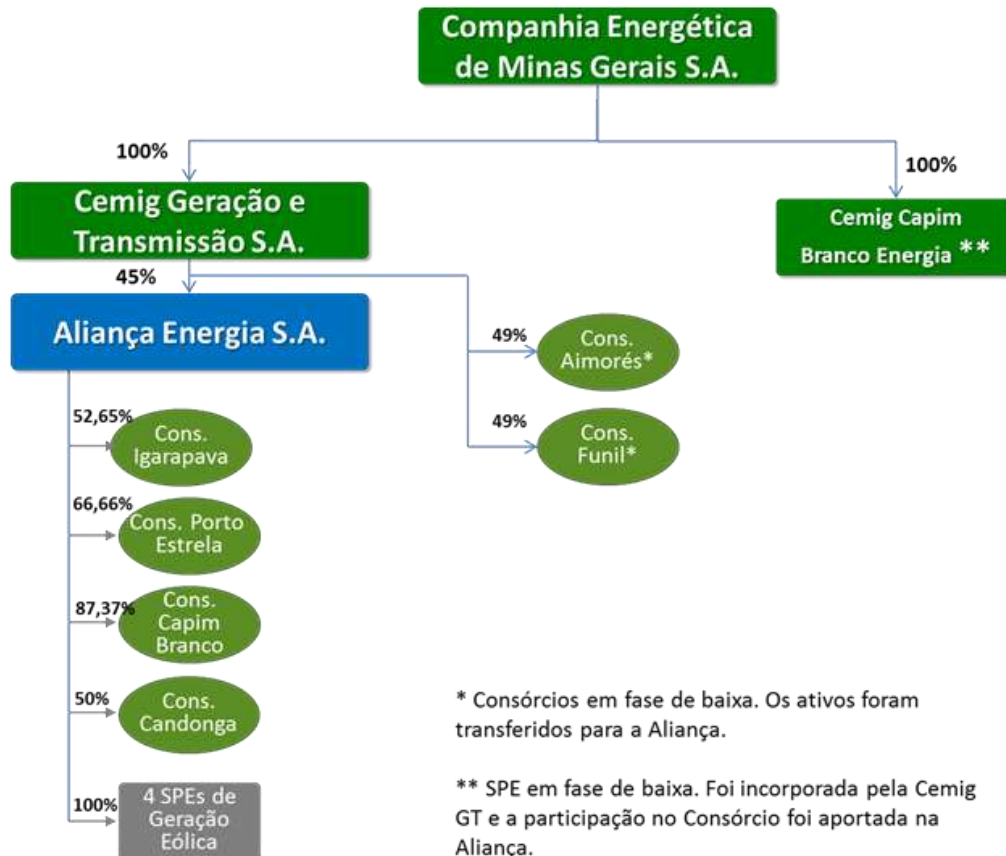 Companhia Energética
de Minas Gerais S.A.
100%
100%
Cemig Geração e
Transmissão S.A.
Cemig Capim
Branco Energia **
45%
Aliança Energia S.A.
49%
Cons.
Aimorés*
49%
Cons.
Funil*
52,65%
Cons.
Igarapava
66,66%
Cons. Porto
Estrela
87,37%
Cons.
Capim
Branco
50%
Cons.
Candonga
100%
4 SPEs de
Geração
Eólica
* Consórcios em fase de baixa. Os ativos foram
transferidos para a Aliança.
** SPE em fase de baixa. Foi incorporada pela Cemig
GT e a participação no Consórcio foi aportada na
Aliança.